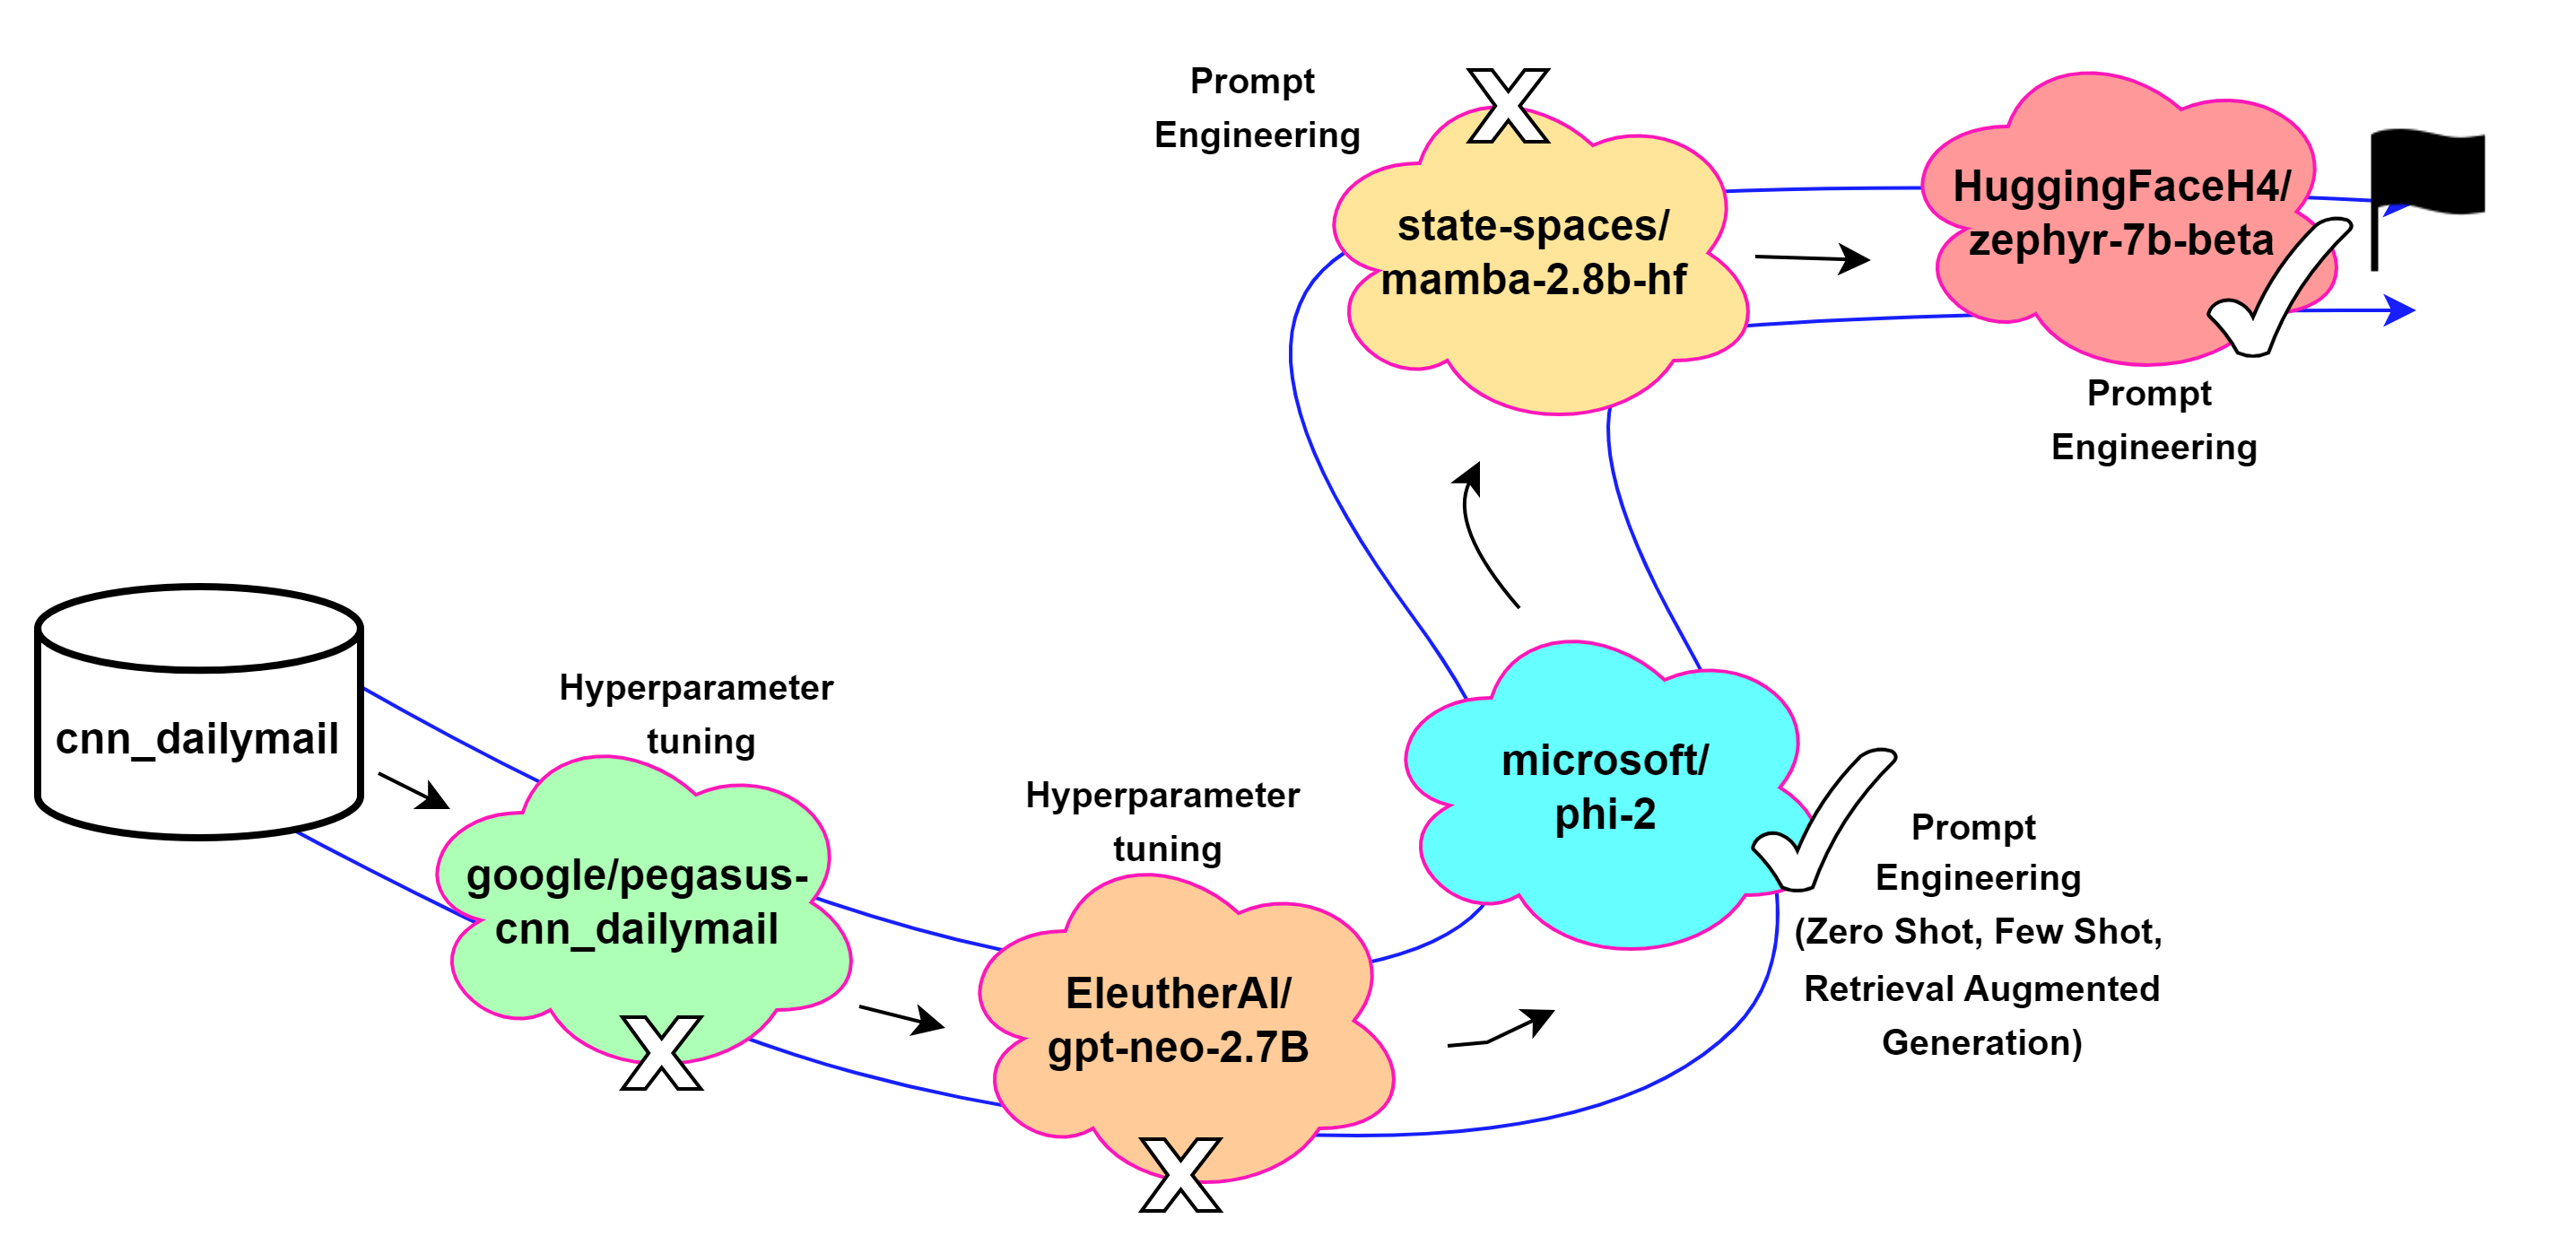 cnn_dailymail
Hyperparameter
tuning
google/pegasus-
cnn_dailymail
X
Hyperparameter
tuning
EleutherAI/
gpt-neo-2.7B
X
microsoft/
phi-2
Prompt
Engineering
(Zero Shot, Few Shot,
Retrieval Augmented
Generation)
Prompt
Engineering
X
state-spaces/
mamba-2.8b-hf
HuggingFaceH4/
zephyr-7b-beta
Prompt
Engineering